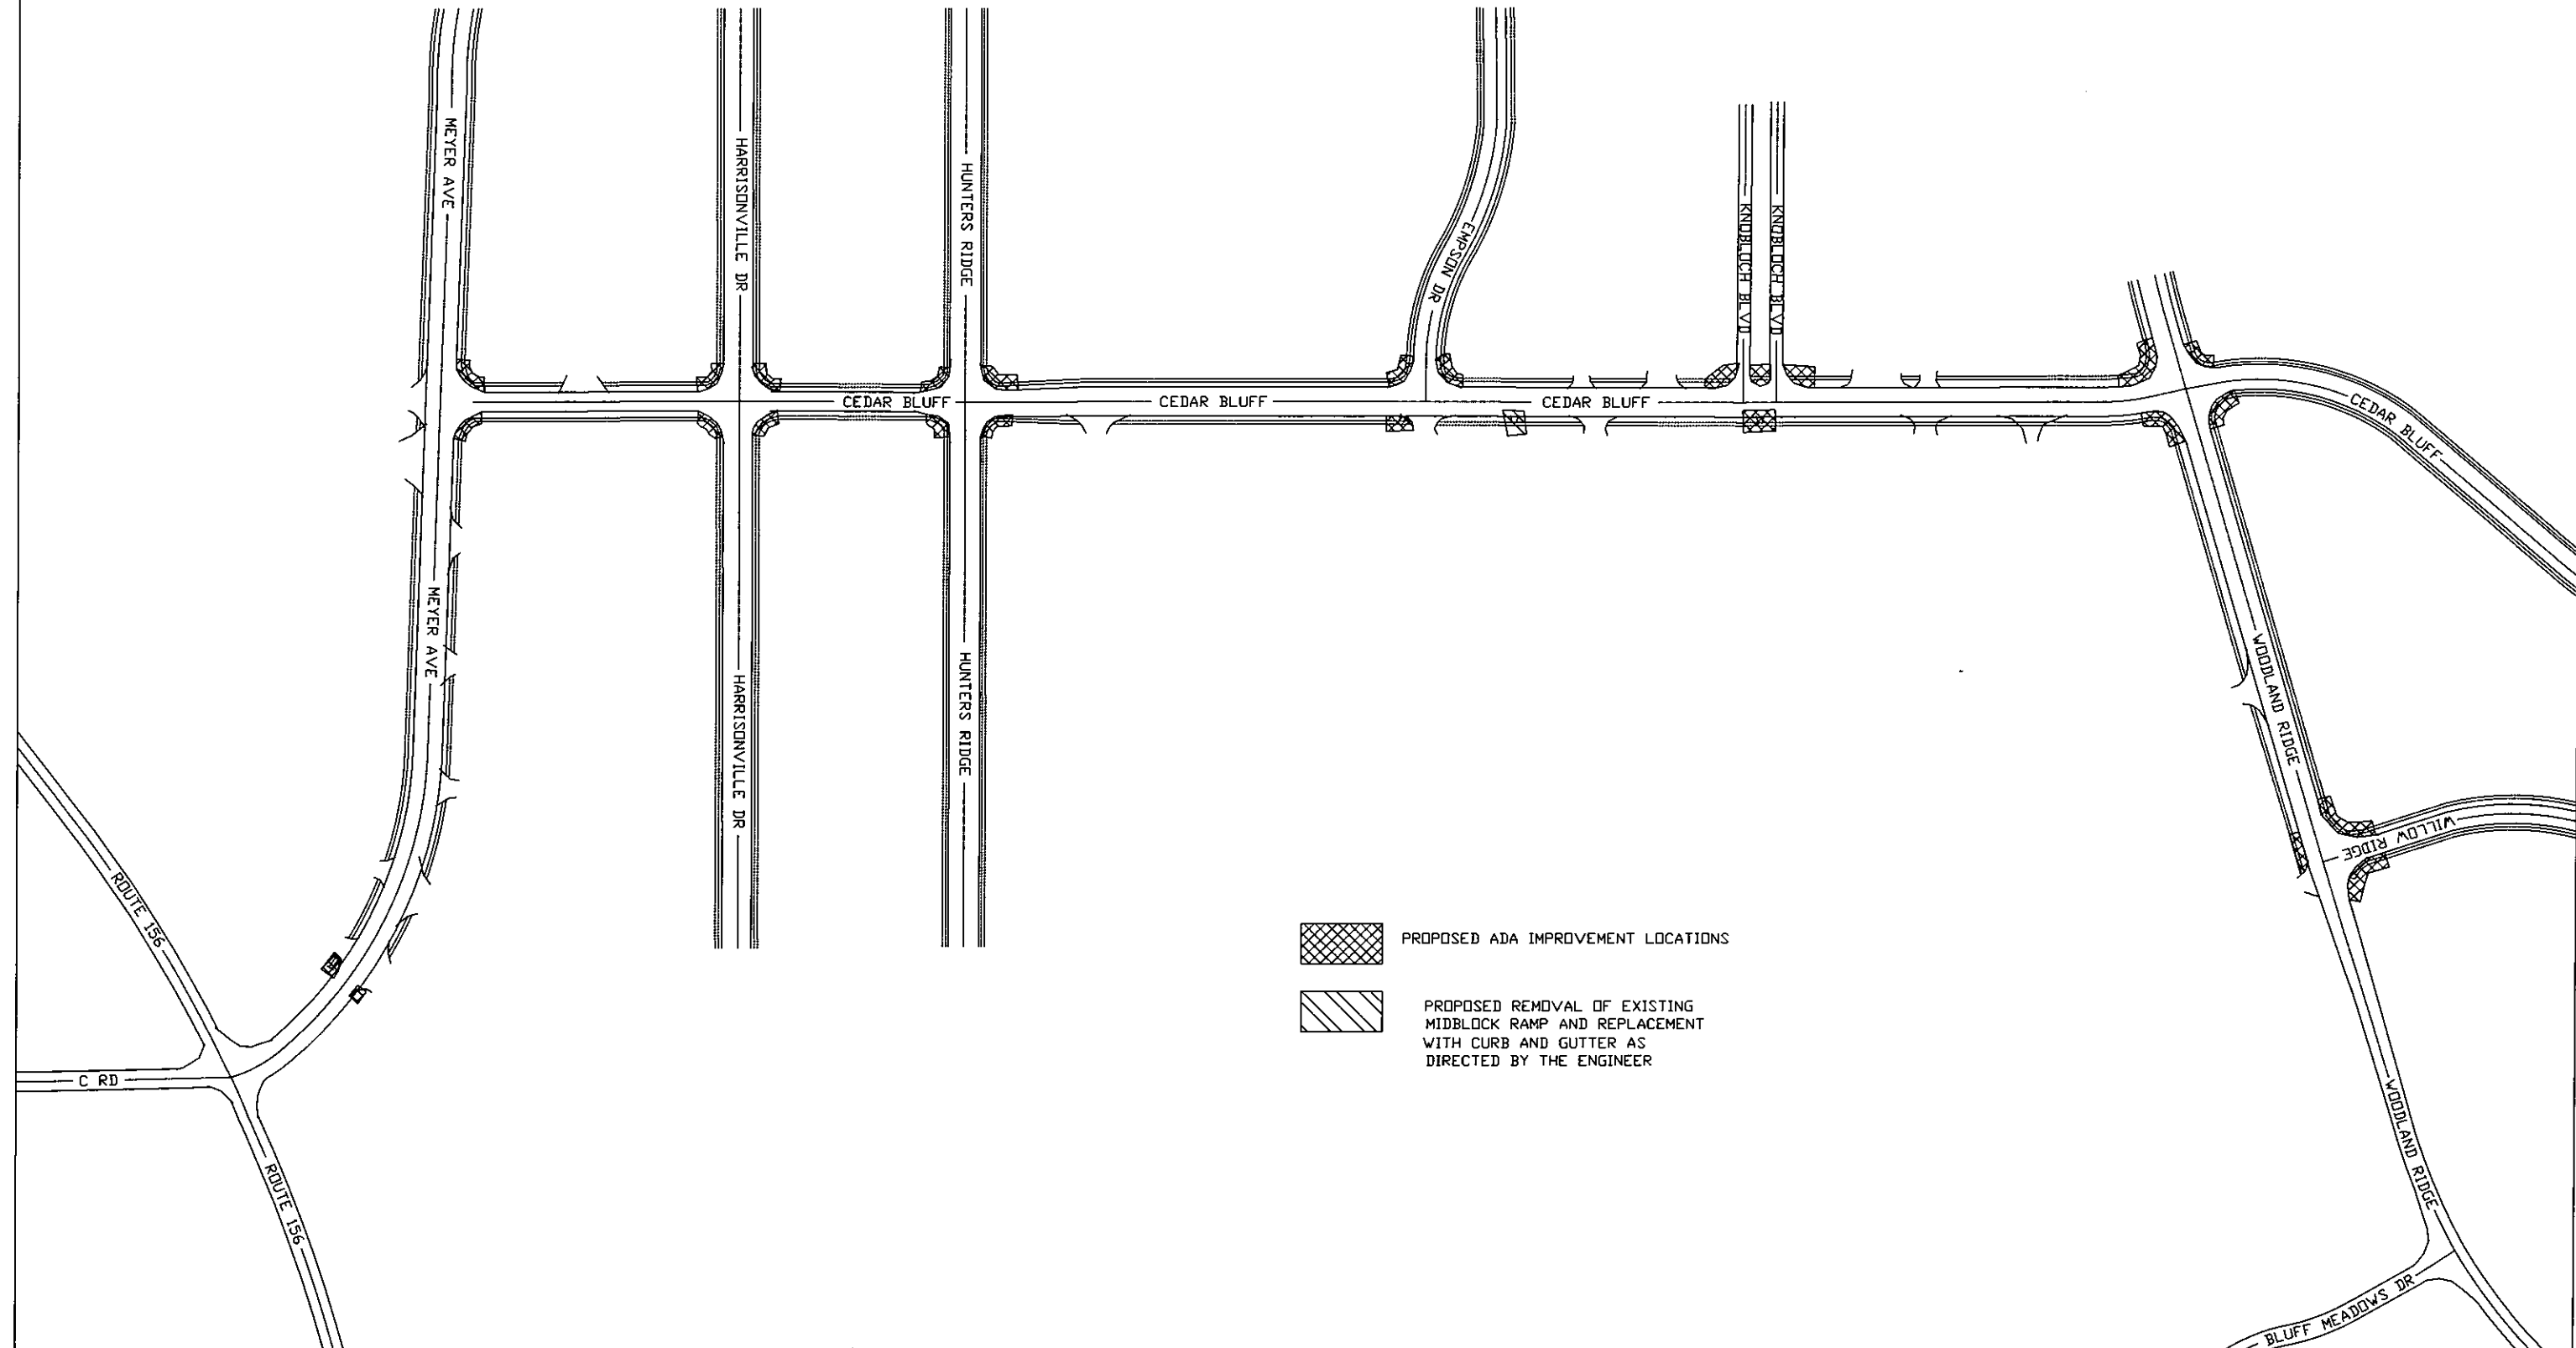 MEYER AVE
HARRISONVILLE DR
HUNTERS RIDGE
EMPSON DR
KNOBLOCH BLVD
KNOBLOCH BLVD
CEDAR BLUFF
CEDAR BLUFF
CEDAR BLUFF
CEDAR BLUFF
MEYER AVE
HARRISONVILLE DR
HUNTERS RIDGE
WOODLAND RIDGE
WILLOW RIDGE
ROUTE 156
PROPOSED ADA IMPROVEMENT LOCATIONS
PROPOSED REMOVAL OF EXISTING
MIDBLOCK RAMP AND REPLACEMENT
WITH CURB AND GUTTER AS
DIRECTED BY THE ENGINEER
C RD
ROUTE 156
WOODLAND RIDGE
BLUFF MEADOWS DR